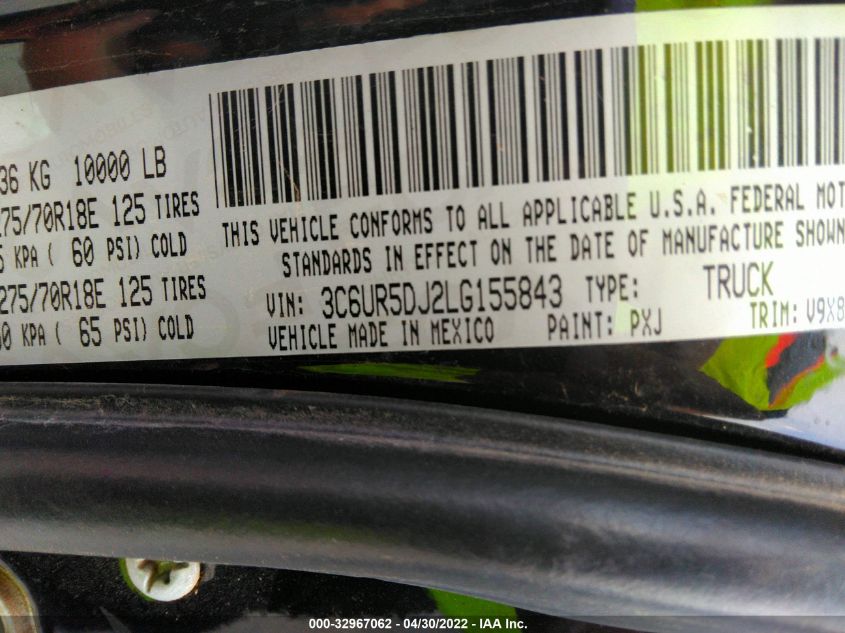 36 KG 10000 LB
275/70R18E 125 TIRES
5 KPA ( 60 PSI) COLD
275/70R18E 125 TIRES
0 KPA ( 65 PSI) COLD
THIS VEHICLE CONFORMS TO ALL APPLICABLE U.S.A. FEDERAL MOT
STANDARDS IN EFFECT ON THE DATE OF MANUFACTURE SHOWN
VIN: 3C6UR5DJ2LG155843 TYPE: TRUCK
VEHICLE MADE IN MEXICO PAINT: PXJ TRIM: V9X8
000-32967062 - 04/30/2022 - IAA Inc.